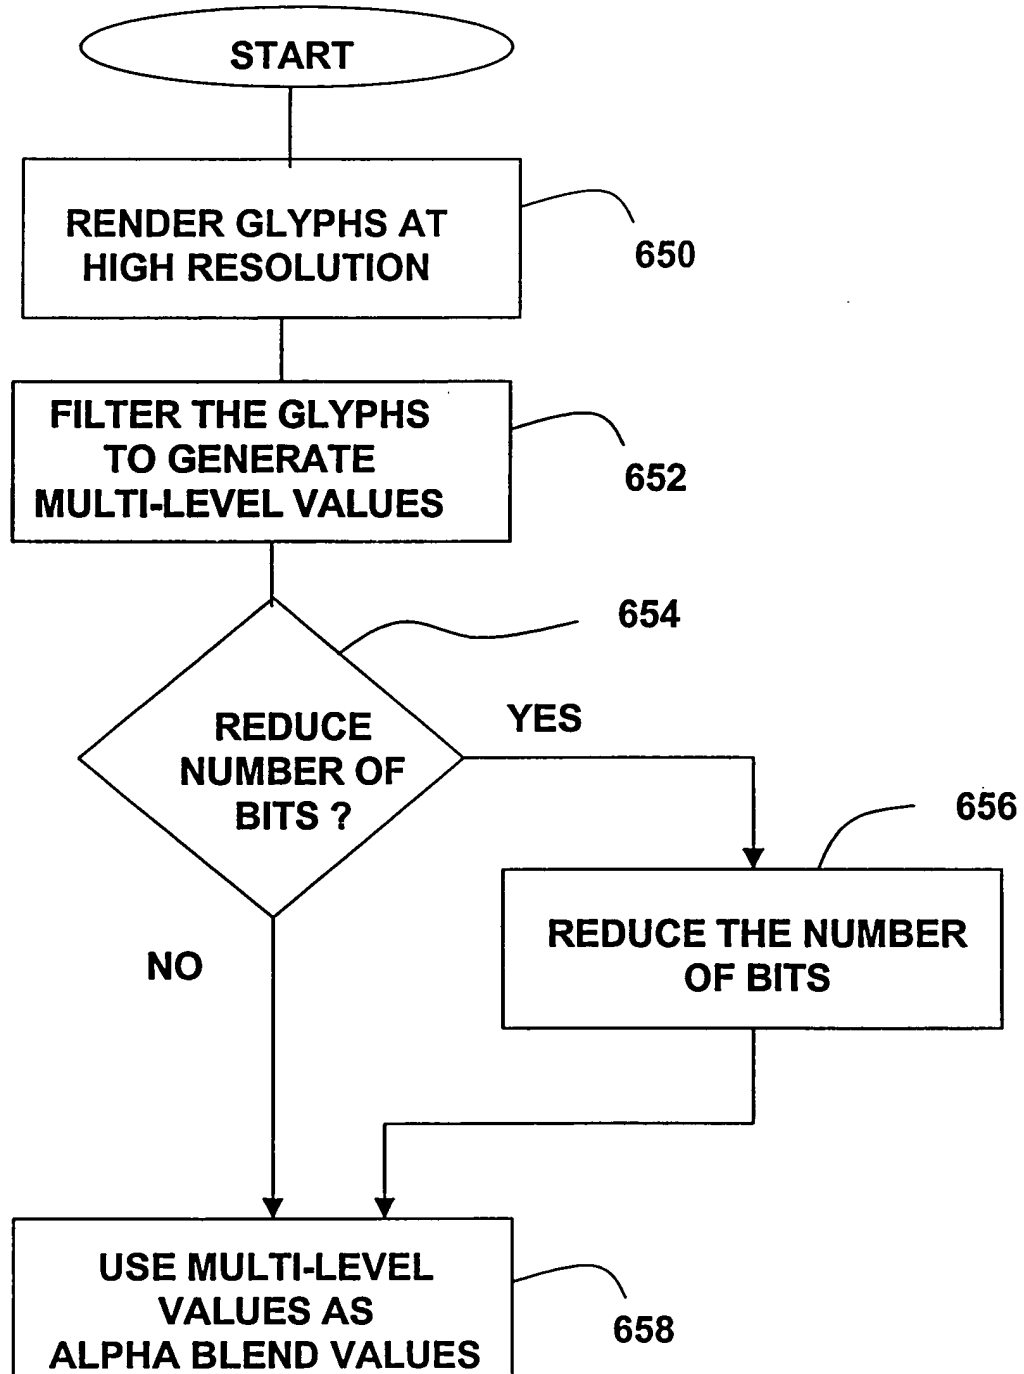 START
RENDER GLYPHS AT
HIGH RESOLUTION
650
FILTER THE GLYPHS
TO GENERATE
MULTI-LEVEL VALUES
652
654
REDUCE
NUMBER OF
BITS ?
YES
656
REDUCE THE NUMBER
OF BITS
NO
USE MULTI-LEVEL
VALUES AS
ALPHA BLEND VALUES
658